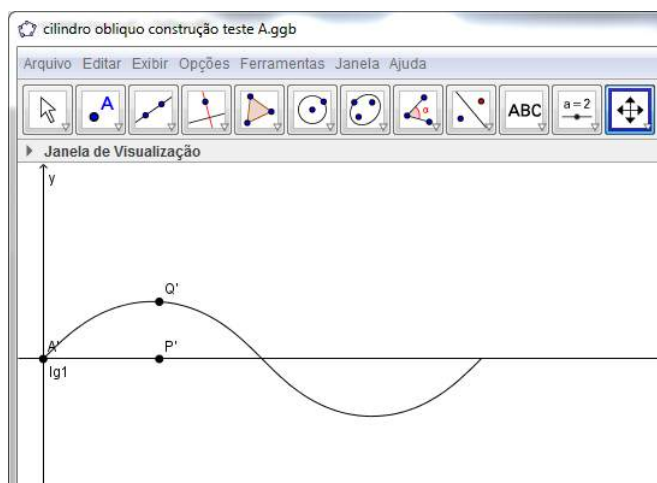 cilindro obliquo construção teste A.ggb
Arquivo Editar Exibir Opções Ferramentas Janela Ajuda
A α ABC a = 2
Janela de Visualização
y
Q'
A' P'
lg1